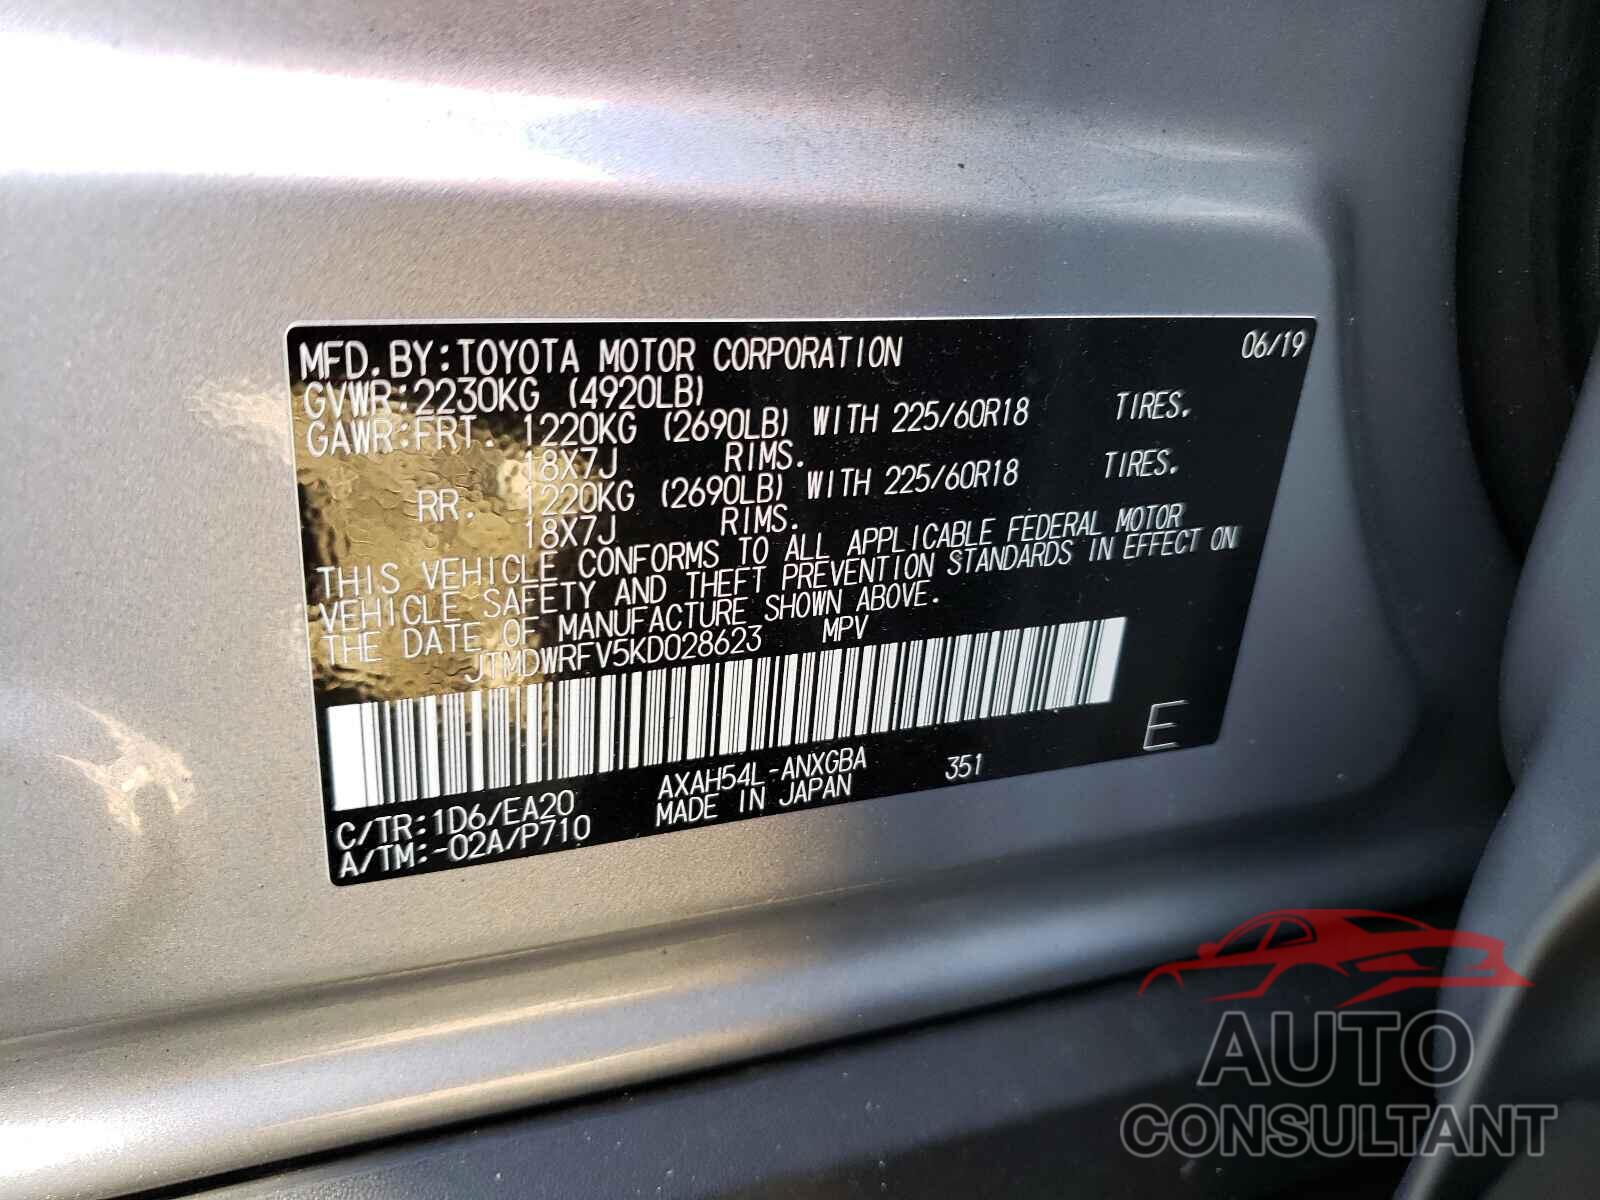 MFD.BY:TOYOTA MOTOR CORPORATION 06/19
GVWR:2230KG (4920LB)
GAWR:FRT. 1220KG (2690LB) WITH 225/60R18 TIRES.
18X7J RIMS.
RR. 1220KG (2690LB) WITH 225/60R18 TIRES.
18X7J RIMS.
THIS VEHICLE CONFORMS TO ALL APPLICABLE FEDERAL MOTOR
VEHICLE SAFETY AND THEFT PREVENTION STANDARDS IN EFFECT ON
THE DATE OF MANUFACTURE SHOWN ABOVE.
JTMDWRFV5KD028623 MPV
E
AXAH54L-ANXGBA 351
C/TR:1D6/EA20 MADE IN JAPAN
A/TM:-02A/P710
AUTO
CONSULTANT